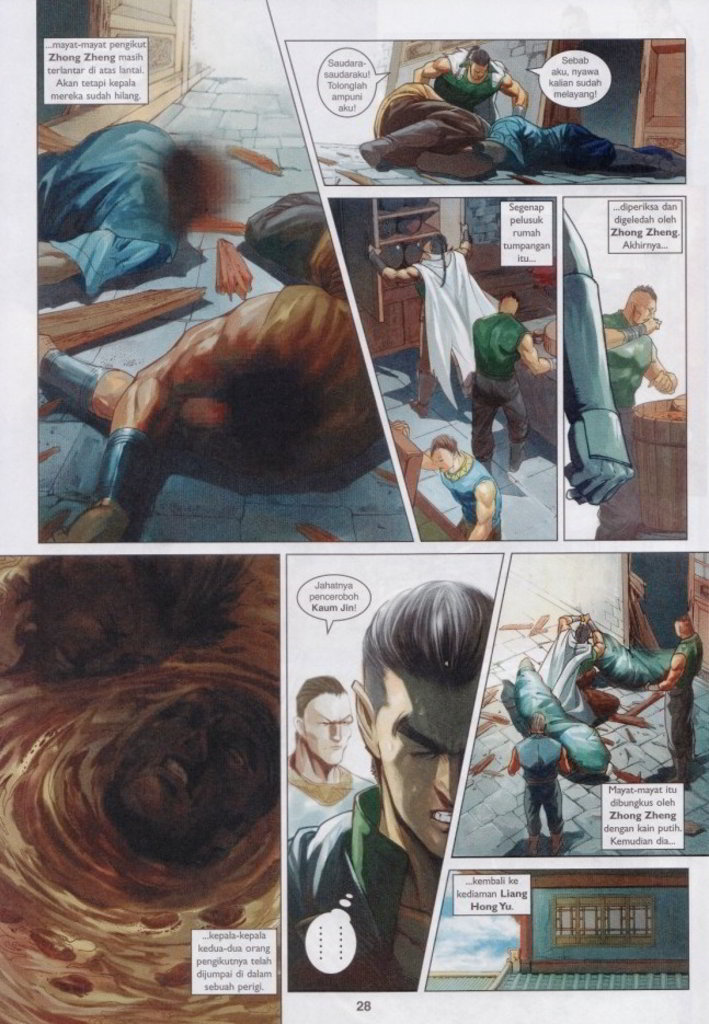 ...mayat-mayat pengikut
Zhong Zheng masih
terlantar di atas lantai.
Akan tetapi kepala
mereka sudah hilang.
Saudara-
saudaraku!
Tolonglah
ampuni
aku!
Sebab
aku, nyawa
kalian sudah
melayang!
Segenap
pelusuk
rumah
tumpangan
itu...
...diperiksa dan
digeledah oleh
Zhong Zheng.
Akhirnya...
...kepala-kepala
kedua-dua orang
pengikutnya telah
dijumpai di dalam
sebuah perigi.
Jahatnya
penceroboh
Kaum Jin!
Mayat-mayat itu
dibungkus oleh
Zhong Zheng
dengan kain putih.
Kemudian dia...
...kembali ke
kediaman Liang
Hong Yu.
28